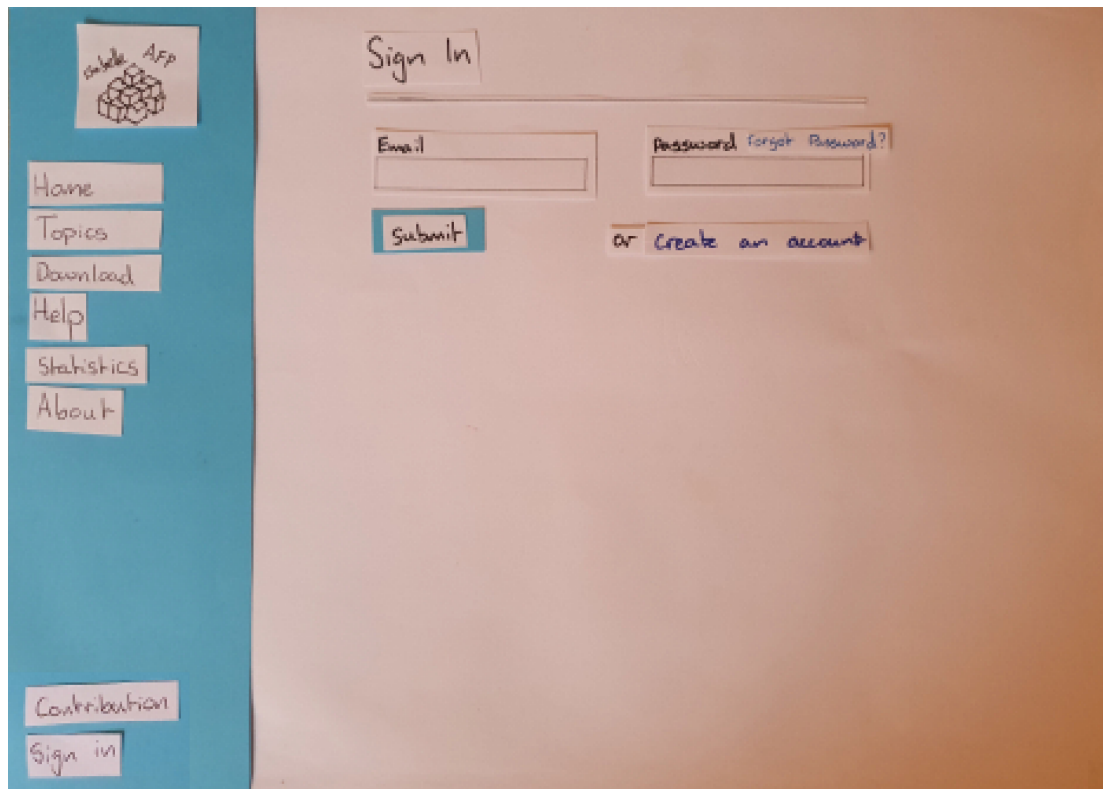 Isabelle AFP
Home
Topics
Download
Help
Statistics
About
Contribution
Sign in
Sign In
Email
Password Forgot Password?
Submit
or Create an account